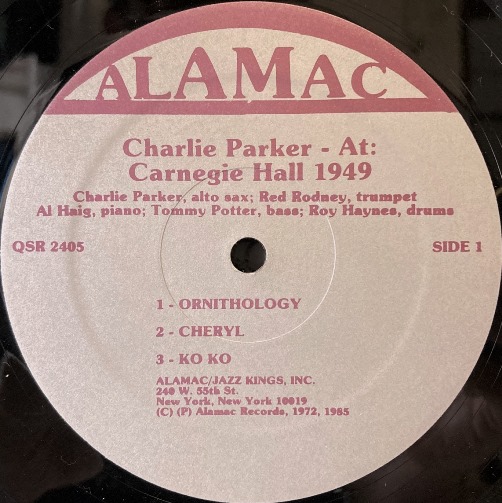 ALAMAC
Charlie Parker - At:
Carnegie Hall 1949
Charlie Parker, alto sax; Red Rodney, trumpet
Al Haig, piano; Tommy Potter, bass; Roy Haynes, drums
QSR 2405 SIDE 1
1 - ORNITHOLOGY
2 - CHERYL
3 - KO KO
ALAMAC/JAZZ KINGS, INC.
240 W. 55th St.
New York, New York 10019
(C) (P) Alamac Records, 1972, 1985